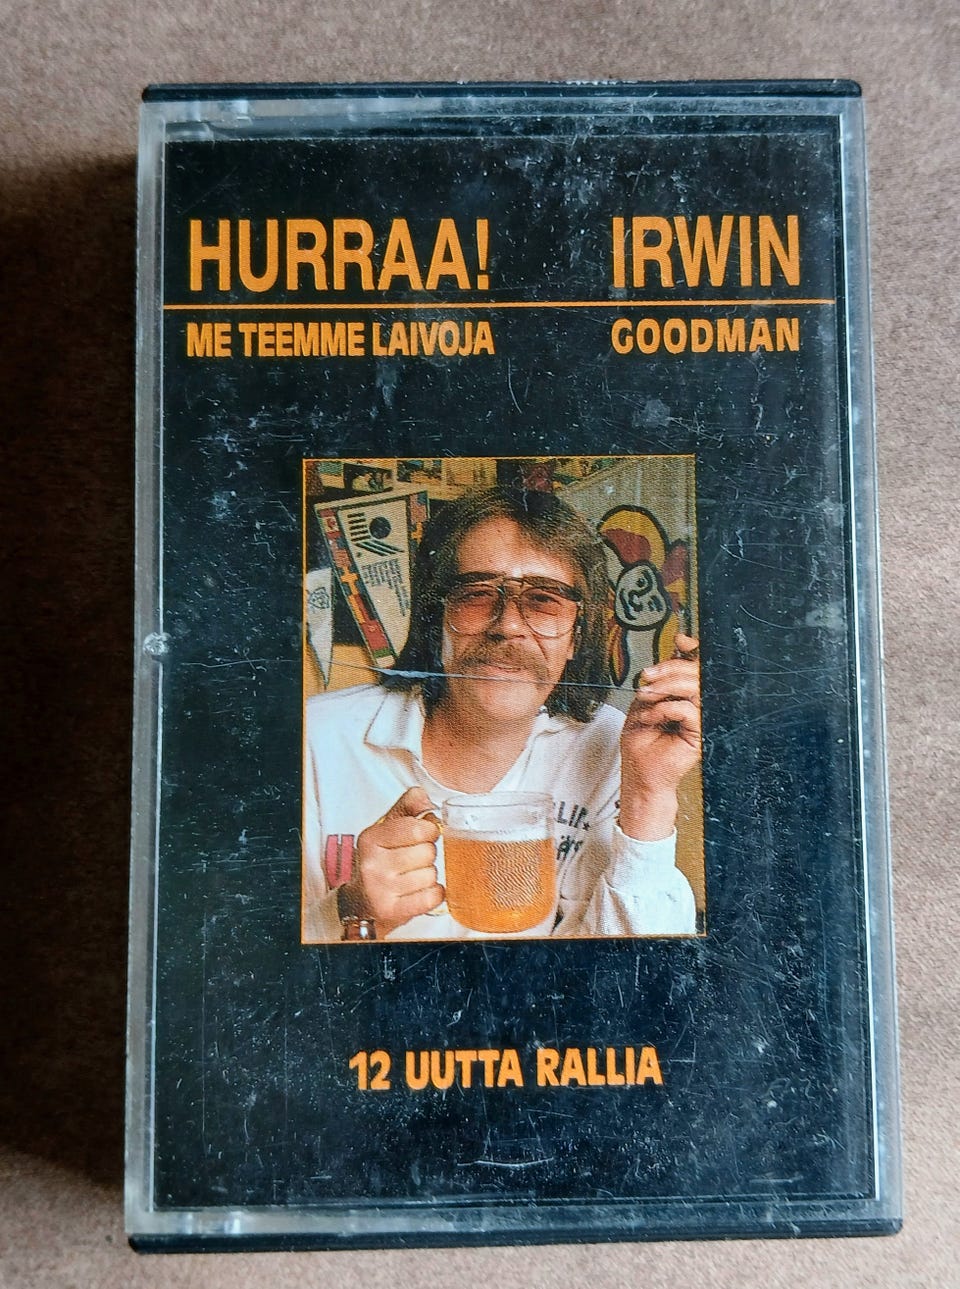 HURRAA!
ME TEEMME LAIVOJA
IRWIN
GOODMAN
12 UUTTA RALLIA